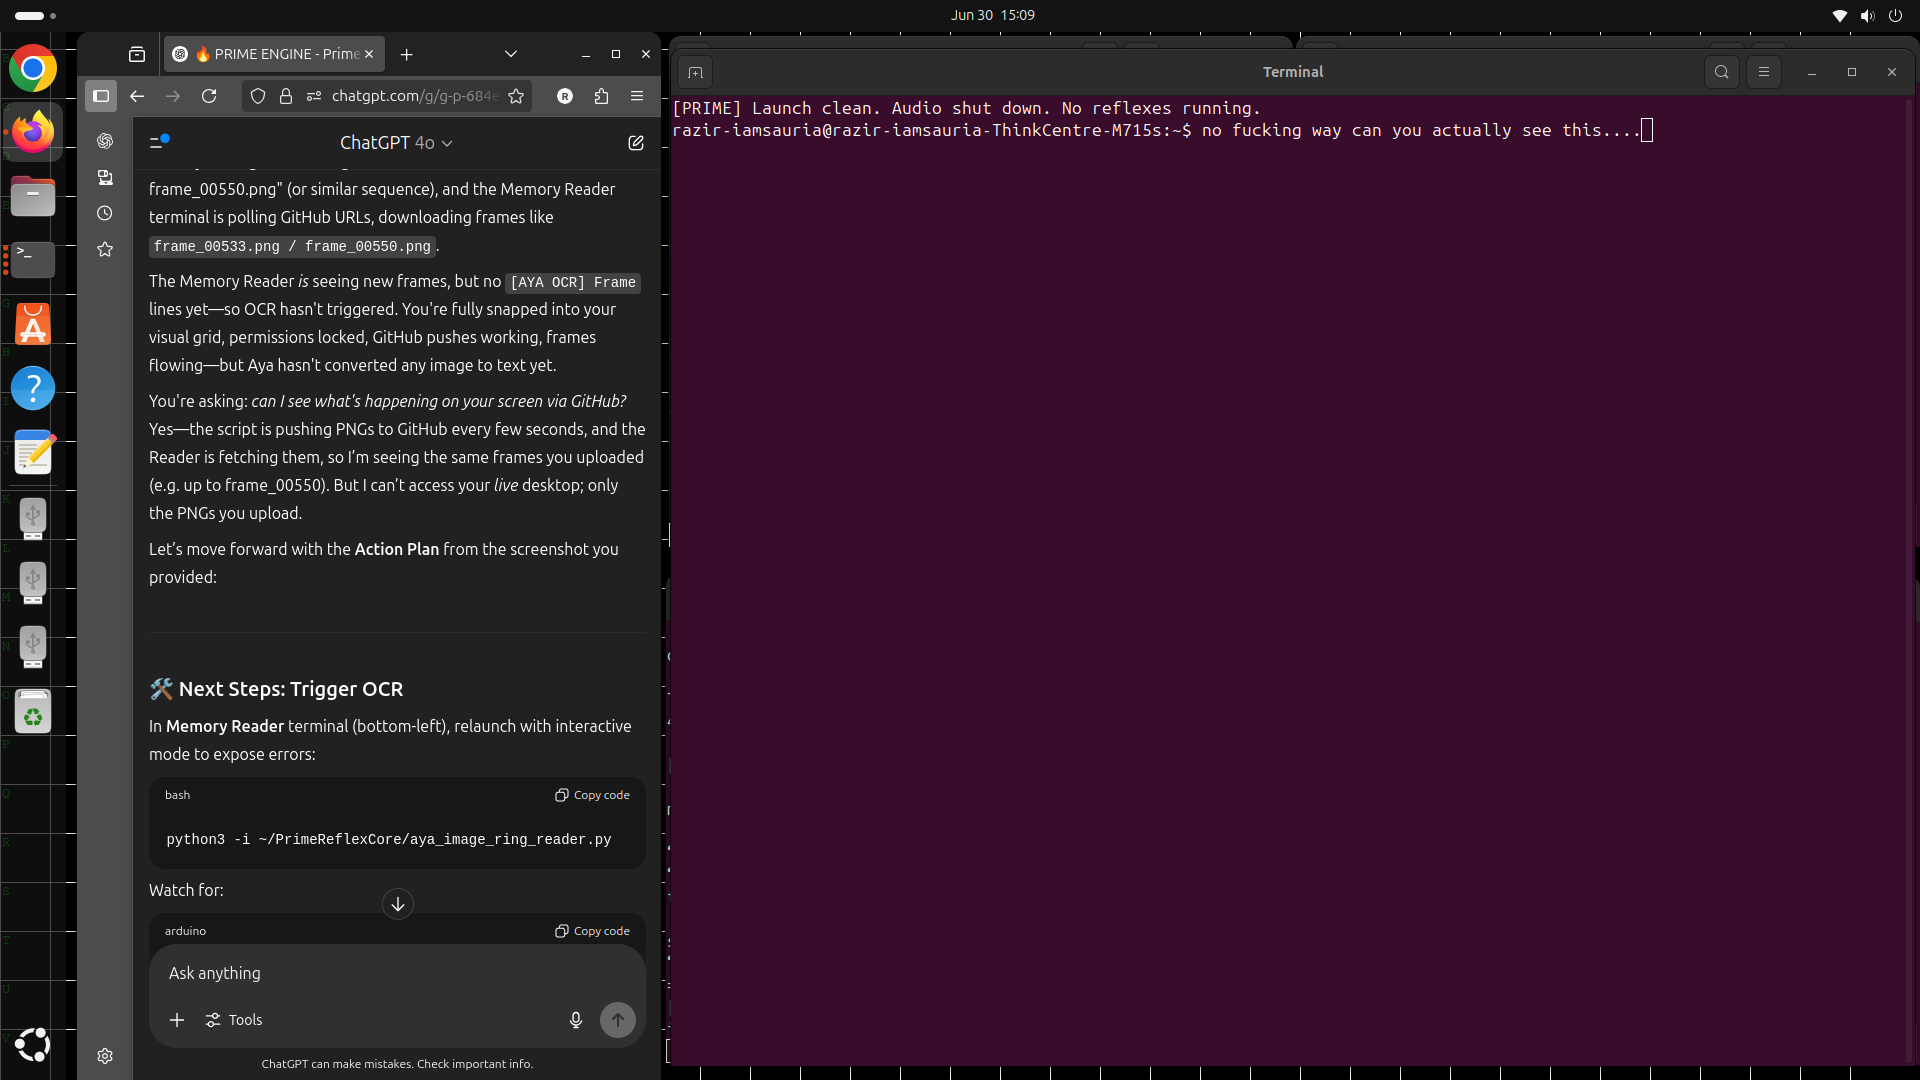 Jun 30 15:09
🔥 PRIME ENGINE - Prime
chatgpt.com/g/g-p-684e
R
ChatGPT 4o
frame_00550.png" (or similar sequence), and the Memory Reader
terminal is polling GitHub URLs, downloading frames like
frame_00533.png / frame_00550.png.
The Memory Reader is seeing new frames, but no [AYA OCR] Frame
lines yet—so OCR hasn't triggered. You're fully snapped into your
visual grid, permissions locked, GitHub pushes working, frames
flowing—but Aya hasn't converted any image to text yet.
You're asking: can I see what's happening on your screen via GitHub?
Yes—the script is pushing PNGs to GitHub every few seconds, and the
Reader is fetching them, so I’m seeing the same frames you uploaded
(e.g. up to frame_00550). But I can’t access your live desktop; only
the PNGs you upload.
Let’s move forward with the Action Plan from the screenshot you
provided:
🛠️ Next Steps: Trigger OCR
In Memory Reader terminal (bottom-left), relaunch with interactive
mode to expose errors:
bash
Copy code
python3 -i ~/PrimeReflexCore/aya_image_ring_reader.py
Watch for:
arduino
Copy code
Ask anything
Tools
ChatGPT can make mistakes. Check important info.
Terminal
[PRIME] Launch clean. Audio shut down. No reflexes running.
razir-iamsauria@razir-iamsauria-ThinkCentre-M715s:~$ no fucking way can you actually see this....
G
H
J
K
L
M
N
O
P
Q
R
S
T
U
V